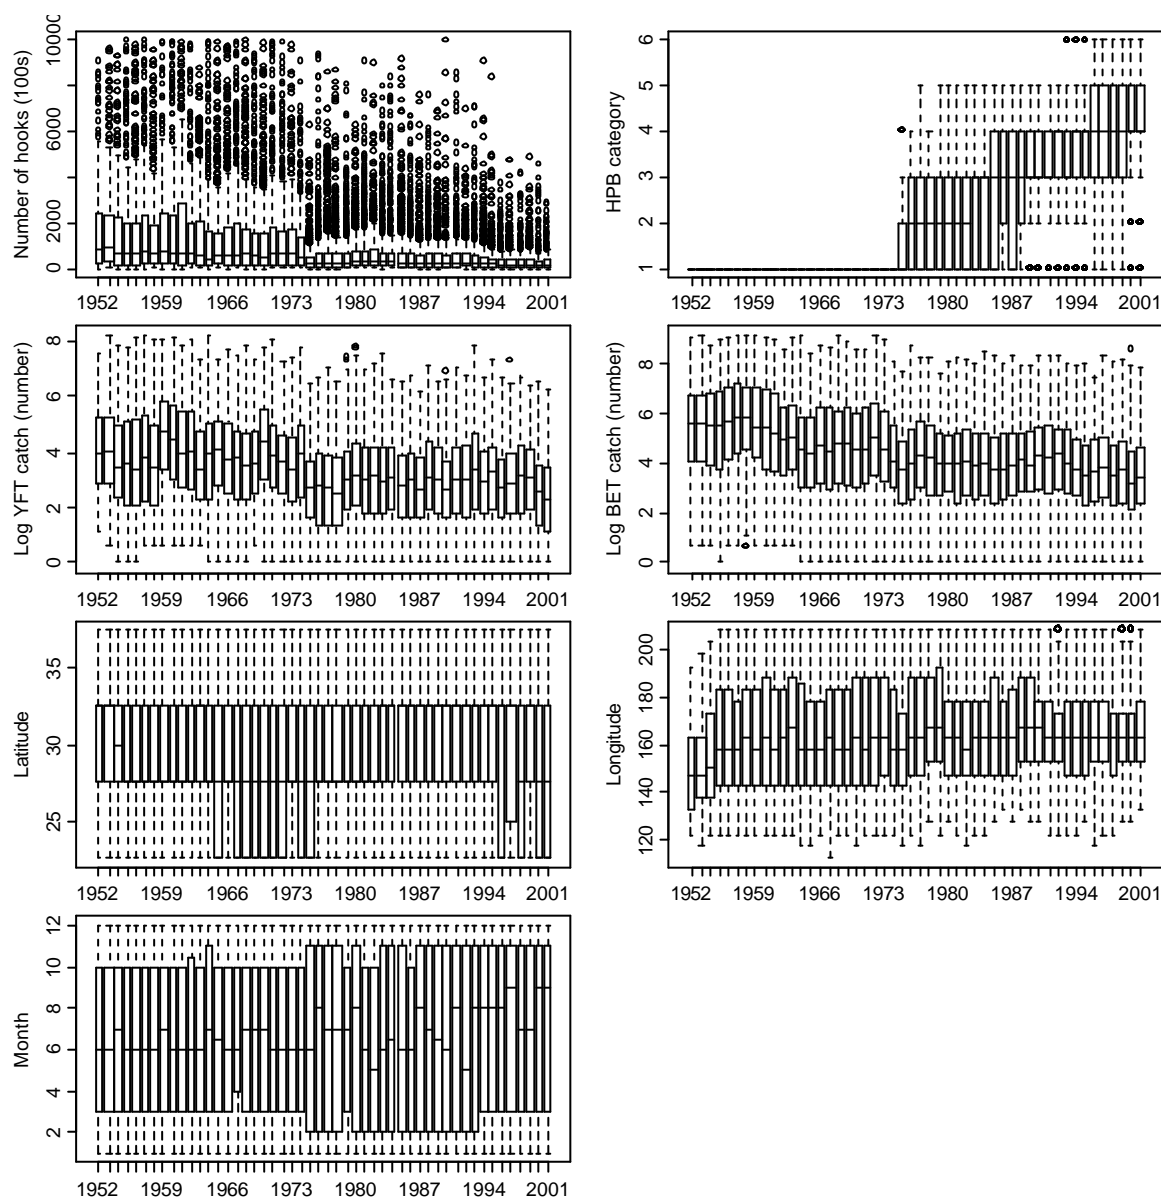 Number of hooks (100s)
0 2000 6000 10000
1952 1959 1966 1973 1980 1987 1994 2001
HPB category
1 2 3 4 5 6
1952 1959 1966 1973 1980 1987 1994 2001
Log YFT catch (number)
0 2 4 6 8
1952 1959 1966 1973 1980 1987 1994 2001
Log BET catch (number)
0 2 4 6 8
1952 1959 1966 1973 1980 1987 1994 2001
Latitude
25 30 35
1952 1959 1966 1973 1980 1987 1994 2001
Longitude
120 140 160 180 200
1952 1959 1966 1973 1980 1987 1994 2001
Month
2 4 6 8 10 12
1952 1959 1966 1973 1980 1987 1994 2001